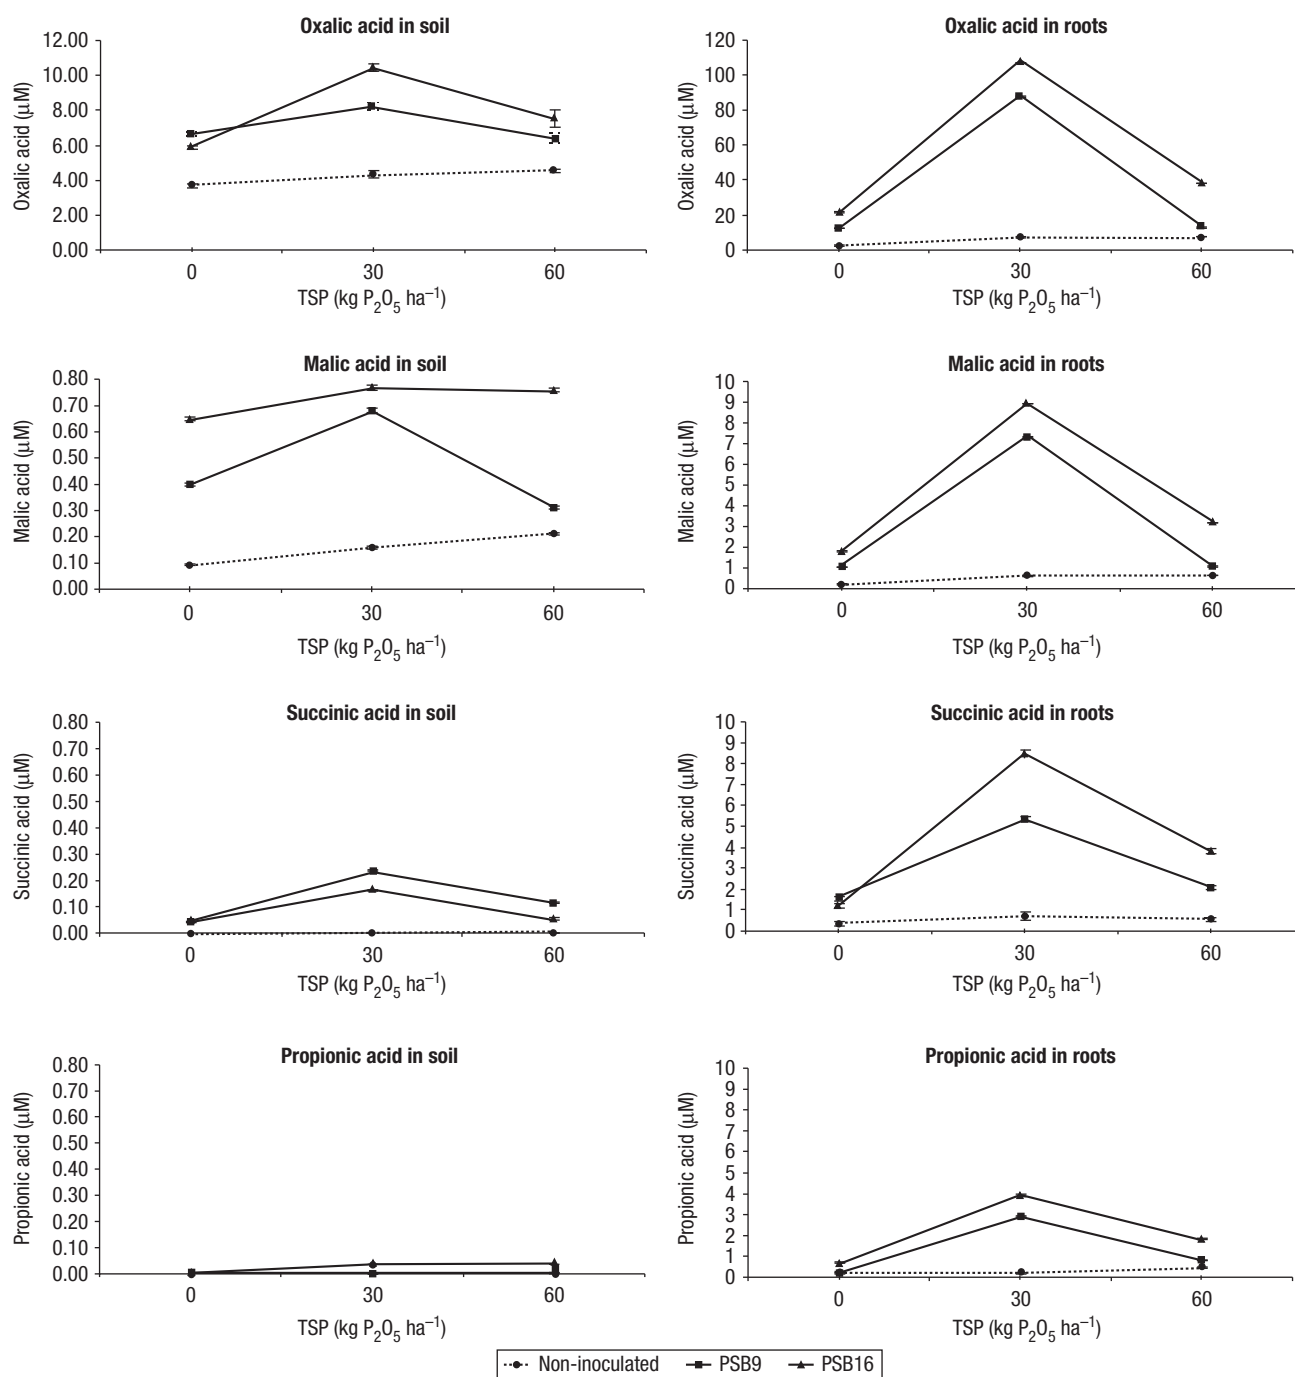 Oxalic acid in soil
Oxalic acid (μM)
12.00
10.00
8.00
6.00
4.00
2.00
0.00
0 30 60
TSP (kg P₂O₅ ha⁻¹)
Oxalic acid in roots
Oxalic acid (μM)
120
100
80
60
40
20
0
0 30 60
TSP (kg P₂O₅ ha⁻¹)
Malic acid in soil
Malic acid (μM)
0.80
0.70
0.60
0.50
0.40
0.30
0.20
0.10
0.00
0 30 60
TSP (kg P₂O₅ ha⁻¹)
Malic acid in roots
Malic acid (μM)
10
9
8
7
6
5
4
3
2
1
0
0 30 60
TSP (kg P₂O₅ ha⁻¹)
Succinic acid in soil
Succinic acid (μM)
0.80
0.70
0.60
0.50
0.40
0.30
0.20
0.10
0.00
0 30 60
TSP (kg P₂O₅ ha⁻¹)
Succinic acid in roots
Succinic acid (μM)
10
9
8
7
6
5
4
3
2
1
0
0 30 60
TSP (kg P₂O₅ ha⁻¹)
Propionic acid in soil
Propionic acid (μM)
0.80
0.70
0.60
0.50
0.40
0.30
0.20
0.10
0.00
0 30 60
TSP (kg P₂O₅ ha⁻¹)
Propionic acid in roots
Propionic acid (μM)
10
9
8
7
6
5
4
3
2
1
0
0 30 60
TSP (kg P₂O₅ ha⁻¹)
Non-inoculated PSB9 PSB16